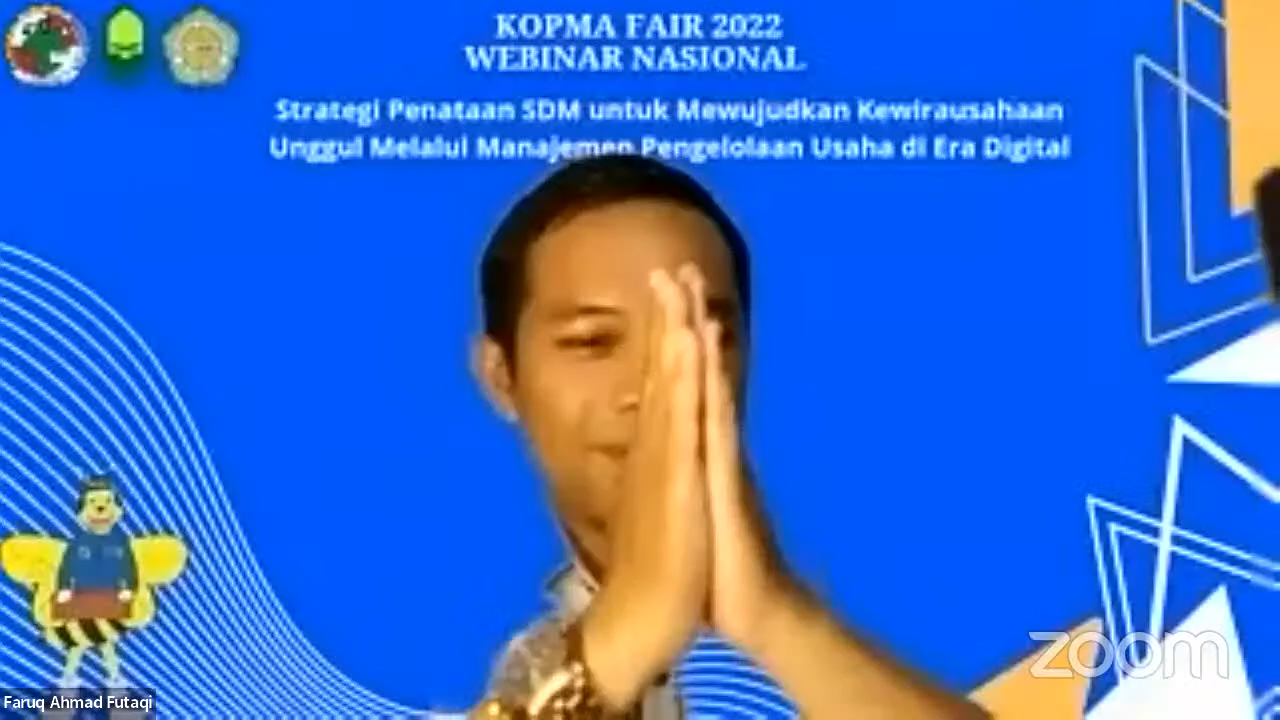 KOPMA FAIR 2022
WEBINAR NASIONAL
Strategi Penataan SDM untuk Mewujudkan Kewirausahaan
Unggul Melalui Manajemen Pengelolaan Usaha di Era Digital
zoom
Faruq Ahmad Futaqi